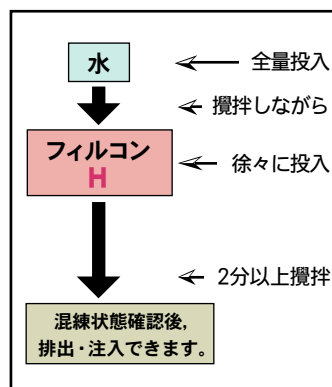 水
全量投入
攪拌しながら
フィルコン
H
徐々に投入
2分以上攪拌
混練状態確認後,
排出・注入できます。